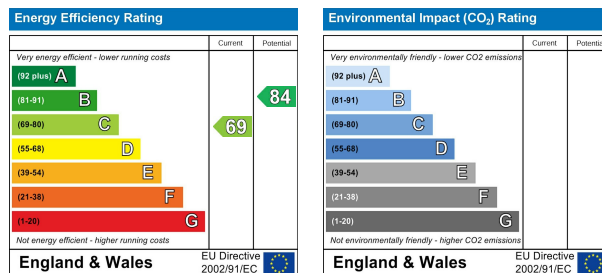 Energy Efficiency Rating
Current Potential
Very energy efficient - lower running costs
(92 plus) A
(81-91) B
84
(69-80) C
69
(55-68) D
(39-54) E
(21-38) F
(1-20) G
Not energy efficient - higher running costs
England & Wales
EU Directive
2002/91/EC
Environmental Impact (CO2) Rating
Current Potential
Very environmentally friendly - lower CO2 emissions
(92 plus) A
(81-91) B
(69-80) C
(55-68) D
(39-54) E
(21-38) F
(1-20) G
Not environmentally friendly - higher CO2 emissions
England & Wales
EU Directive
2002/91/EC